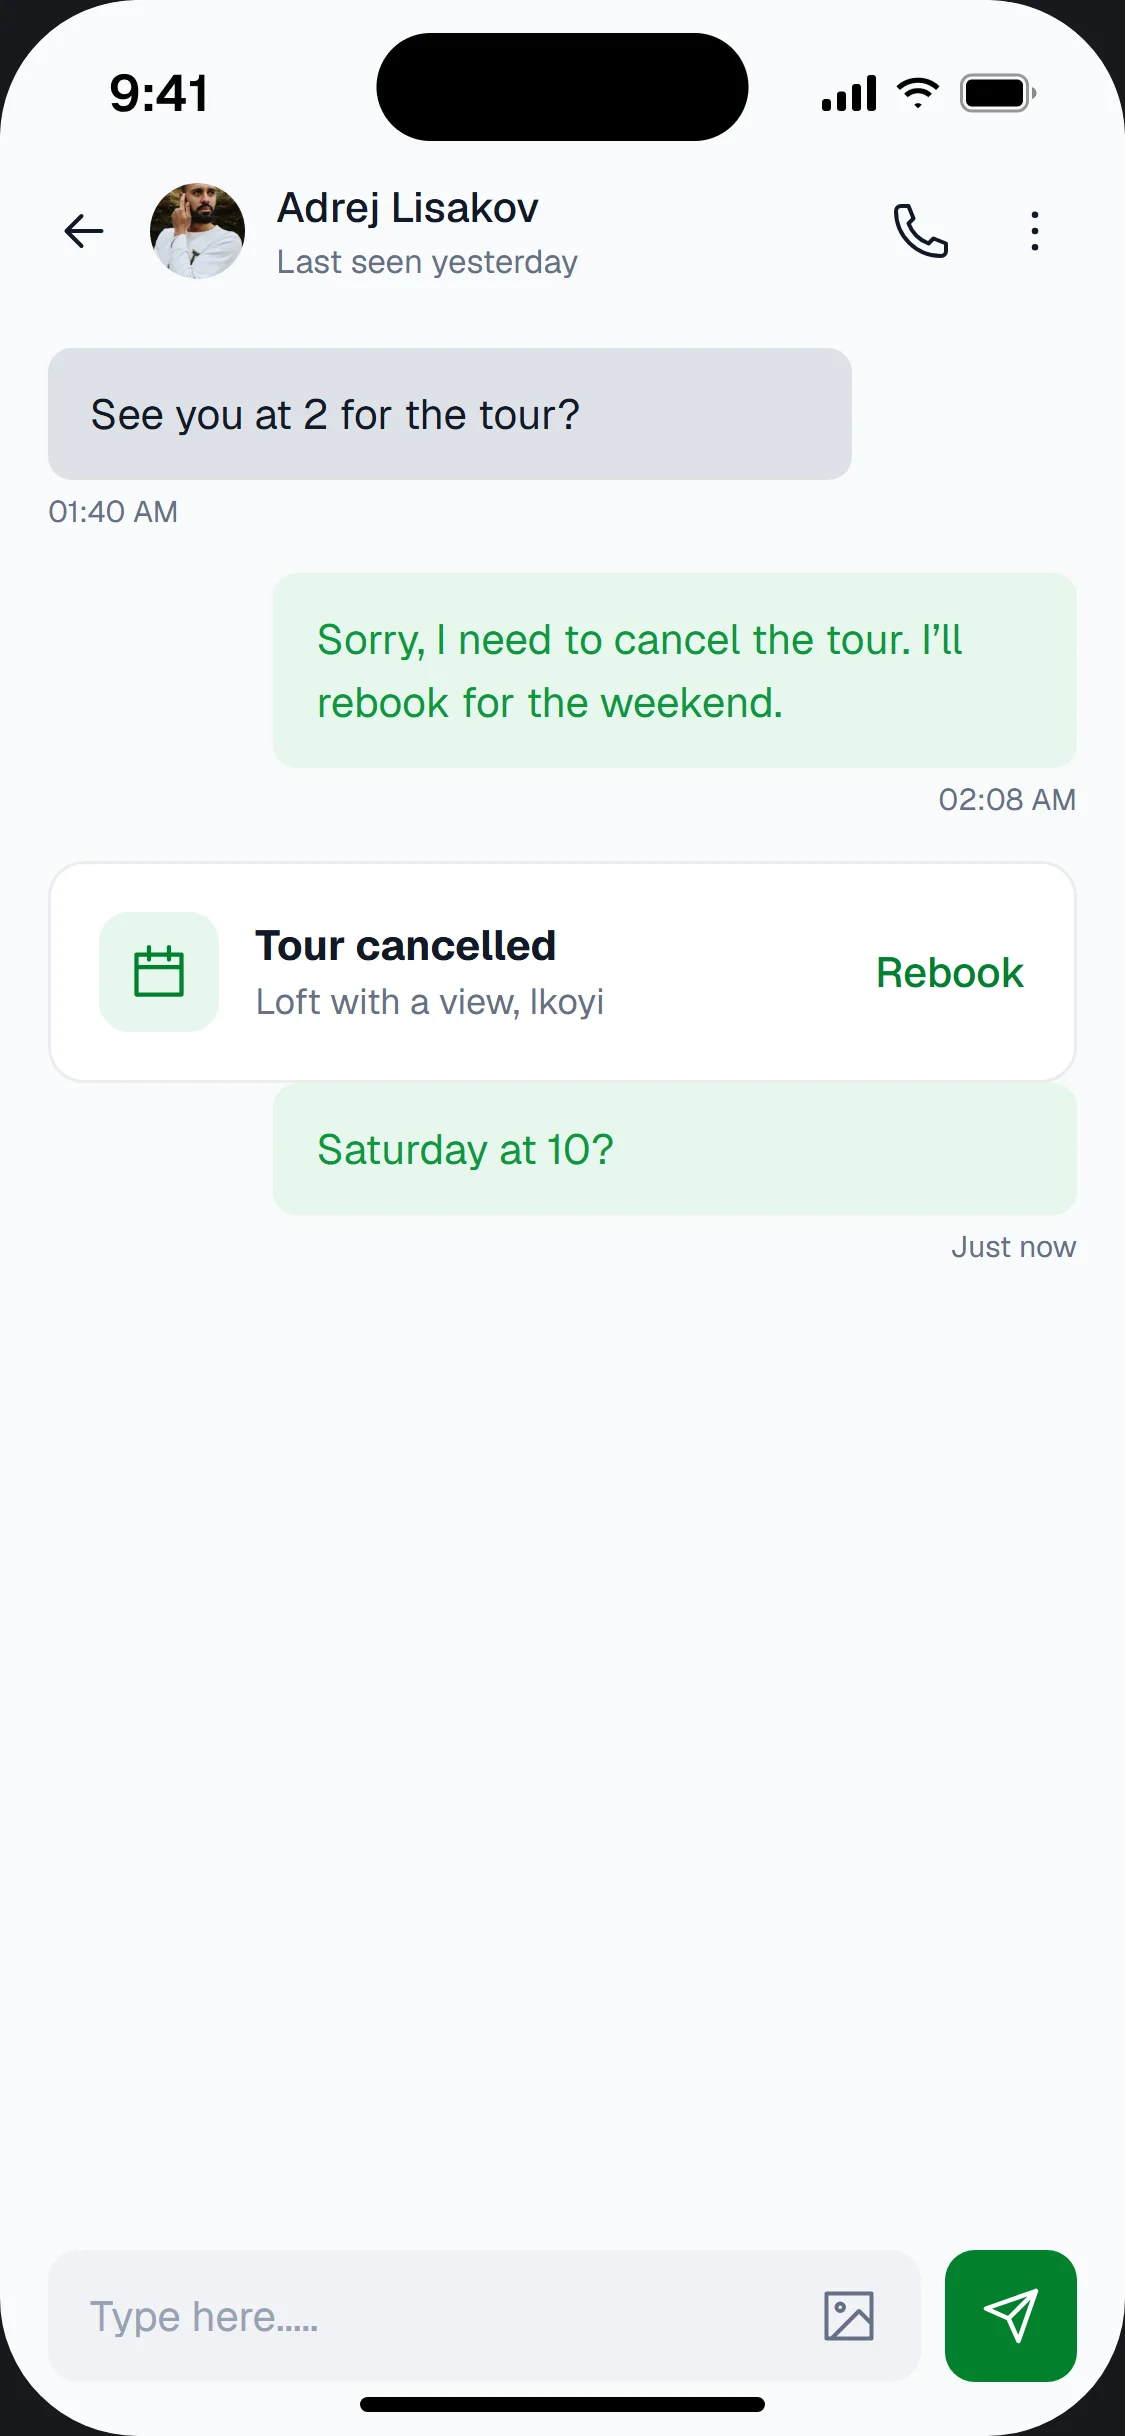 9:41
Adrej Lisakov
Last seen yesterday
See you at 2 for the tour?
01:40 AM
Sorry, I need to cancel the tour. I’ll
rebook for the weekend.
02:08 AM
Tour cancelled
Loft with a view, Ikoyi
Rebook
Saturday at 10?
Just now
Type here.....